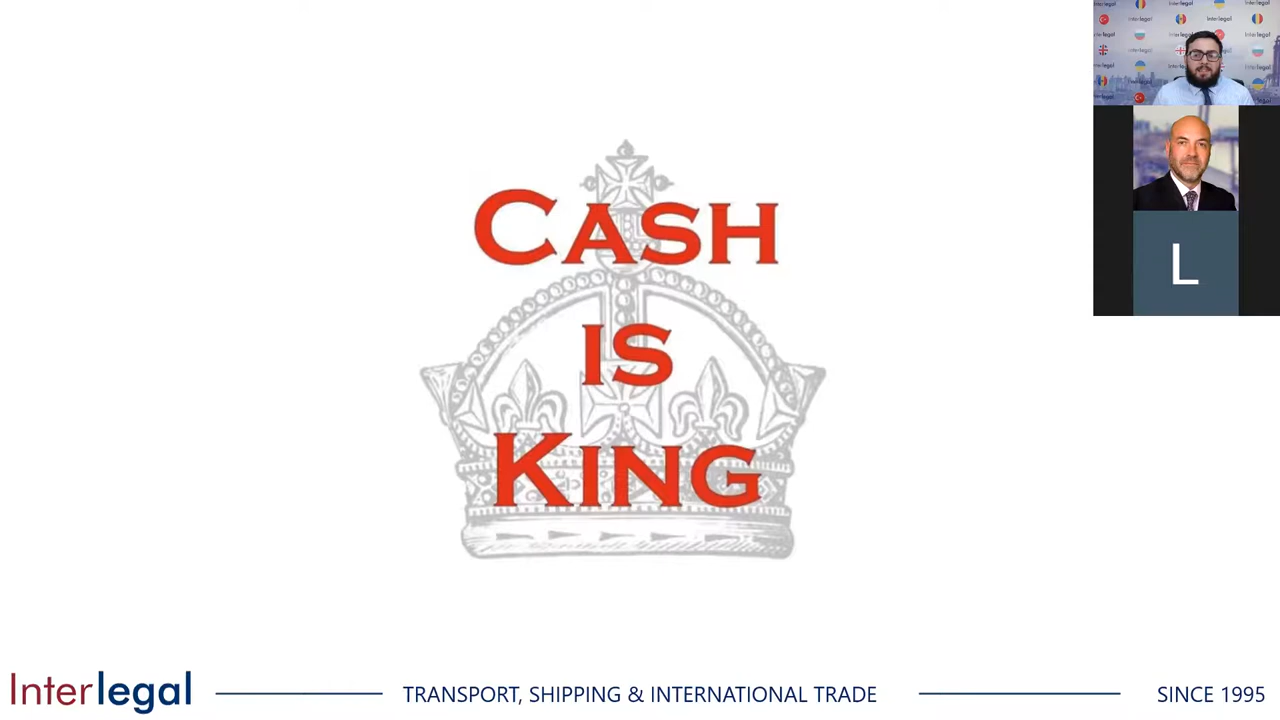 Cash
is
King
L
Interlegal
TRANSPORT, SHIPPING & INTERNATIONAL TRADE
SINCE 1995